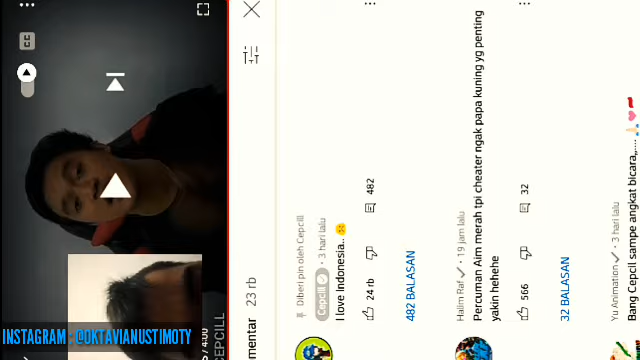 mentar 23 rb
Diberi pin oleh Cepcill
Cepcill • 3 hari lalu
I love Indonesia..
24 rb 482
482 BALASAN
Halim Raf • 19 jam lalu
Percuman Aim merah tpi cheater ngak papa kuning yg penting
yakin hehehe
566 32
32 BALASAN
Yu Animation • 3 hari lalu
Bang Cepcil sampe angkat bicara,,....
/ 4:00
CEPCILL
INSTAGRAM : @OKTAVIANUSTIMOTY